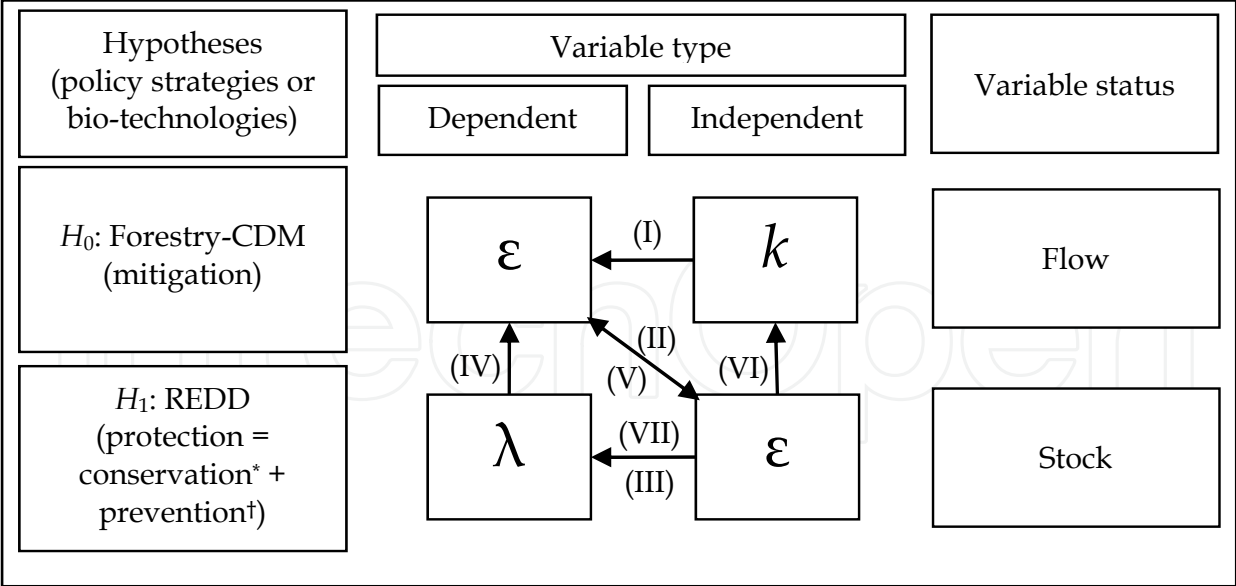 Hypotheses
(policy strategies or
bio-technologies)
Variable type
Dependent
Independent
Variable status
H₀: Forestry-CDM
(mitigation)
ε
(I)
k
Flow
(IV)
(II)
(V)
(VI)
H₁: REDD
(protection =
conservation* +
prevention†)
λ
(VII)
(III)
ε
Stock
InTechOpen